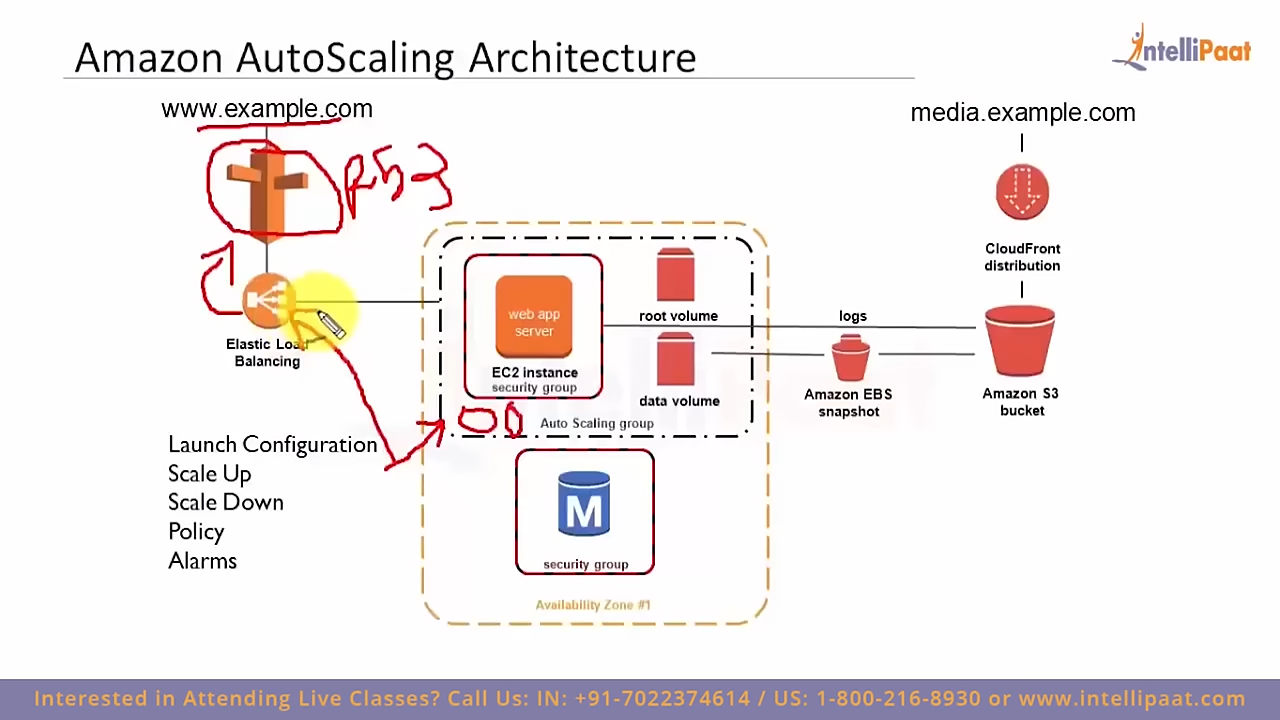 Amazon AutoScaling Architecture
IntelliPaat
www.example.com
media.example.com
R53
CloudFront
distribution
web app
server
root volume
logs
Elastic Load
Balancing
EC2 instance
security group
data volume
Amazon EBS
snapshot
Amazon S3
bucket
Auto Scaling group
Launch Configuration
Scale Up
Scale Down
Policy
Alarms
M
security group
Availability Zone #1
Interested in Attending Live Classes? Call Us: IN: +91-7022374614 / US: 1-800-216-8930 or www.intellipaat.com